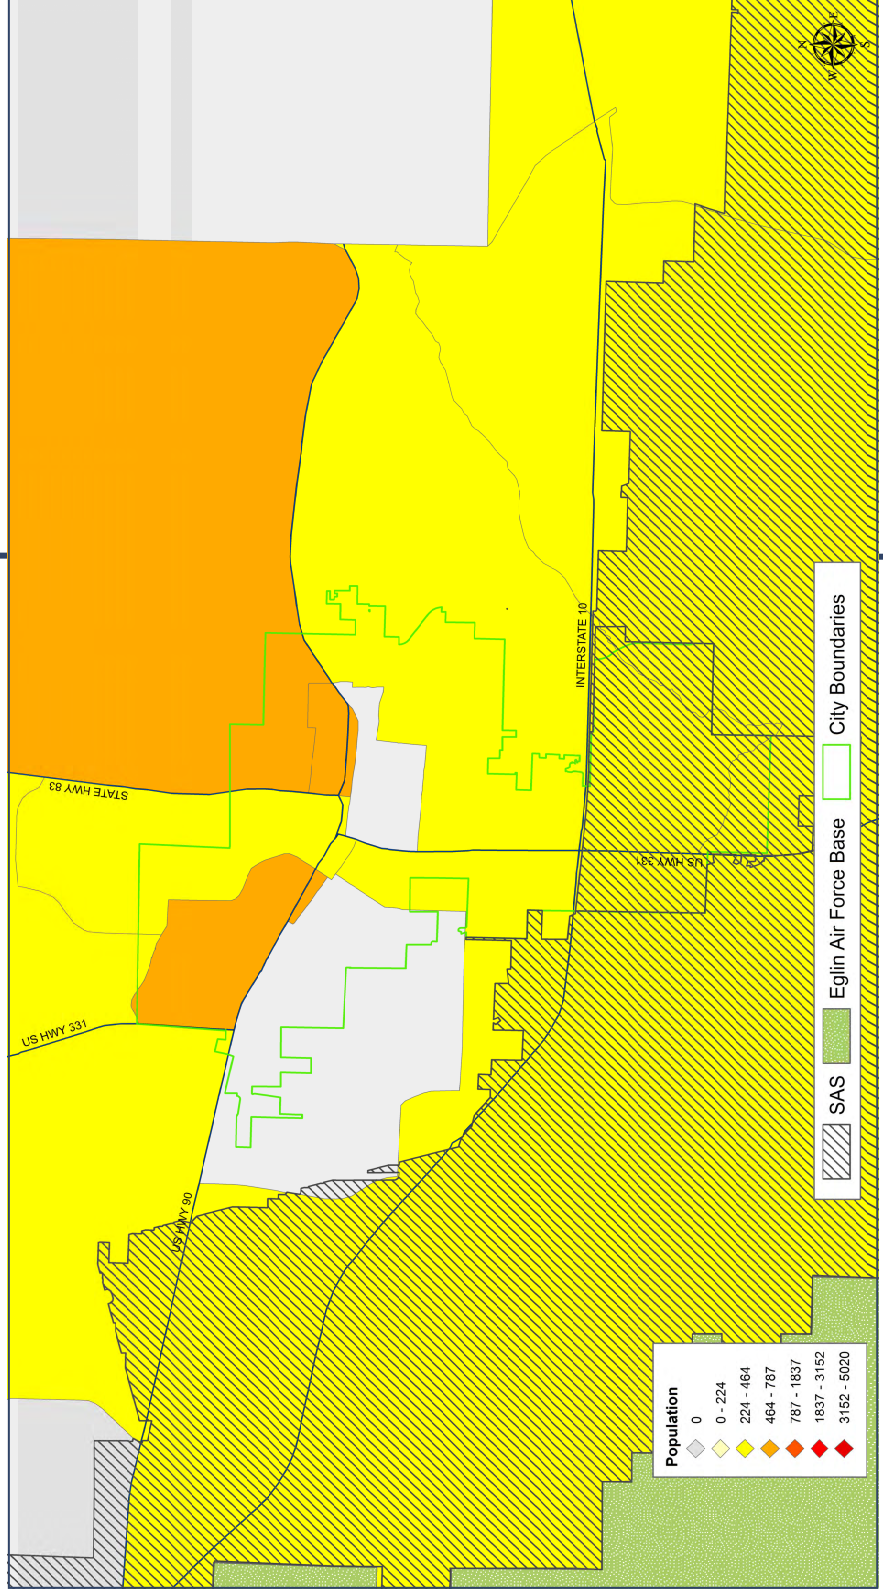 N
E
S
W
INTERSTATE 10
STATE HWY 83
US HWY 331
US HWY 331
US HWY 90
SAS
Eglin Air Force Base
City Boundaries
Population
0
0 - 224
224 - 464
464 - 787
787 - 1837
1837 - 3152
3152 - 5020